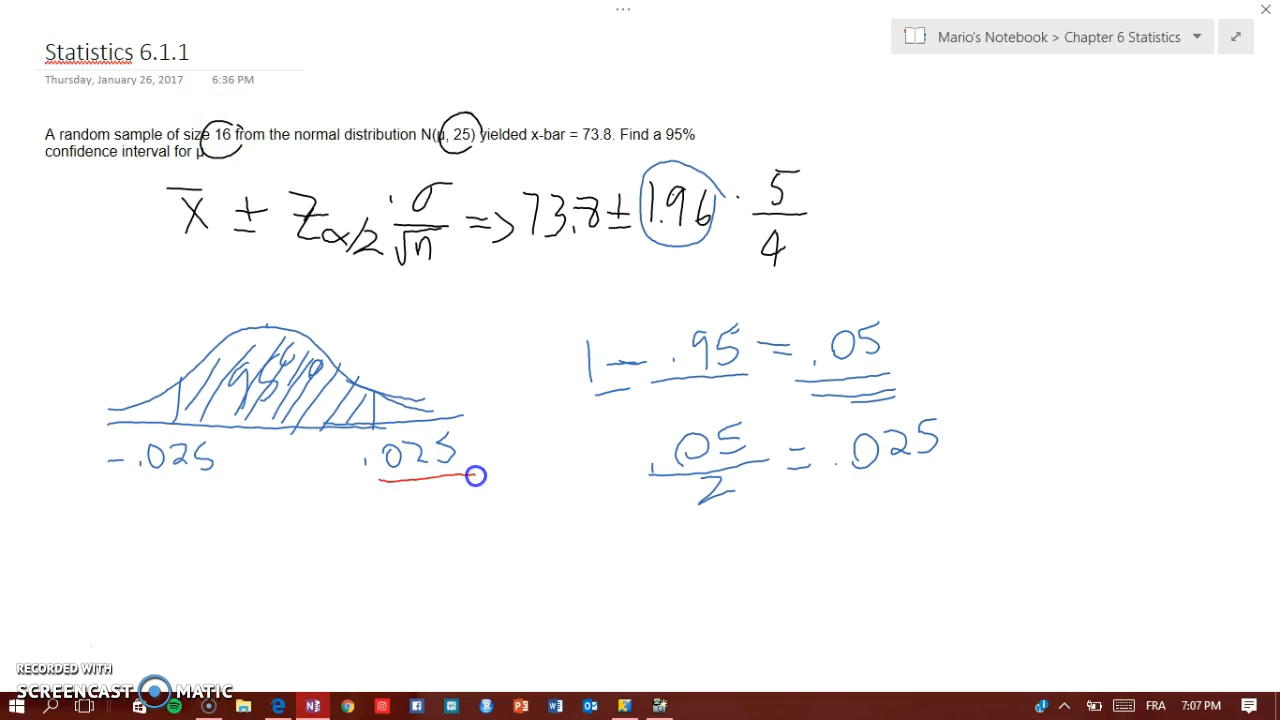 Statistics 6.1.1
Mario's Notebook > Chapter 6 Statistics
Thursday, January 26, 2017 6:36 PM
A random sample of size 16 from the normal distribution N(μ, 25) yielded x-bar = 73.8. Find a 95%
confidence interval for μ
x̄ ± Zα/2 · σ/√n => 73.8 ± 1.96 · 5/4
95%
1 - .95 = .05
-.025 .025
.05/2 = .025
RECORDED WITH
SCREENCAST MATIC
FRA 7:07 PM